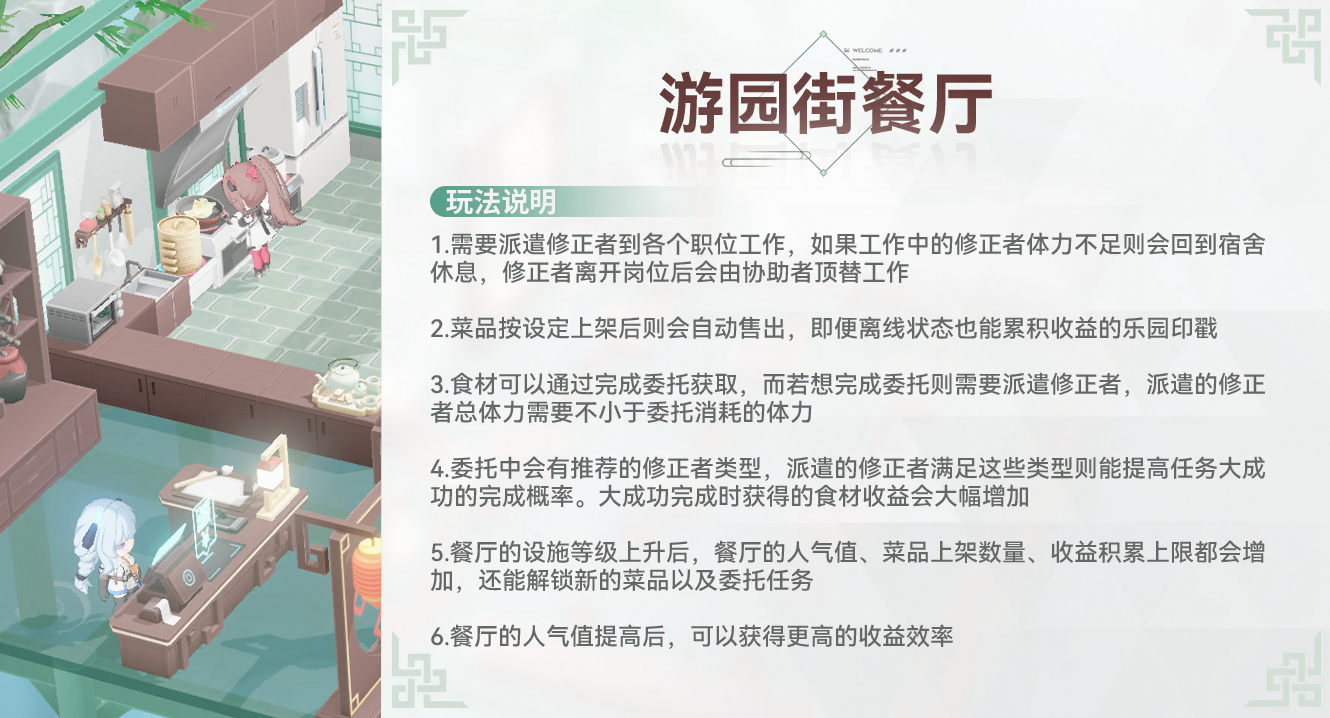 WELCOME
游园街餐厅
玩法说明
1.需要派遣修正者到各个职位工作，如果工作中的修正者体力不足则会回到宿舍
休息，修正者离开岗位后会由协助者顶替工作
2.菜品按设定上架后则会自动售出，即便离线状态也能累积收益的乐园印戳
3.食材可以通过完成委托获取，而若想完成委托则需要派遣修正者，派遣的修正
者总体力需要不小于委托消耗的体力
4.委托中会有推荐的修正者类型，派遣的修正者满足这些类型则能提高任务大成
功的完成概率。大成功完成时获得的食材收益会大幅增加
5.餐厅的设施等级上升后，餐厅的人气值、菜品上架数量、收益积累上限都会增
加，还能解锁新的菜品以及委托任务
6.餐厅的人气值提高后，可以获得更高的收益效率